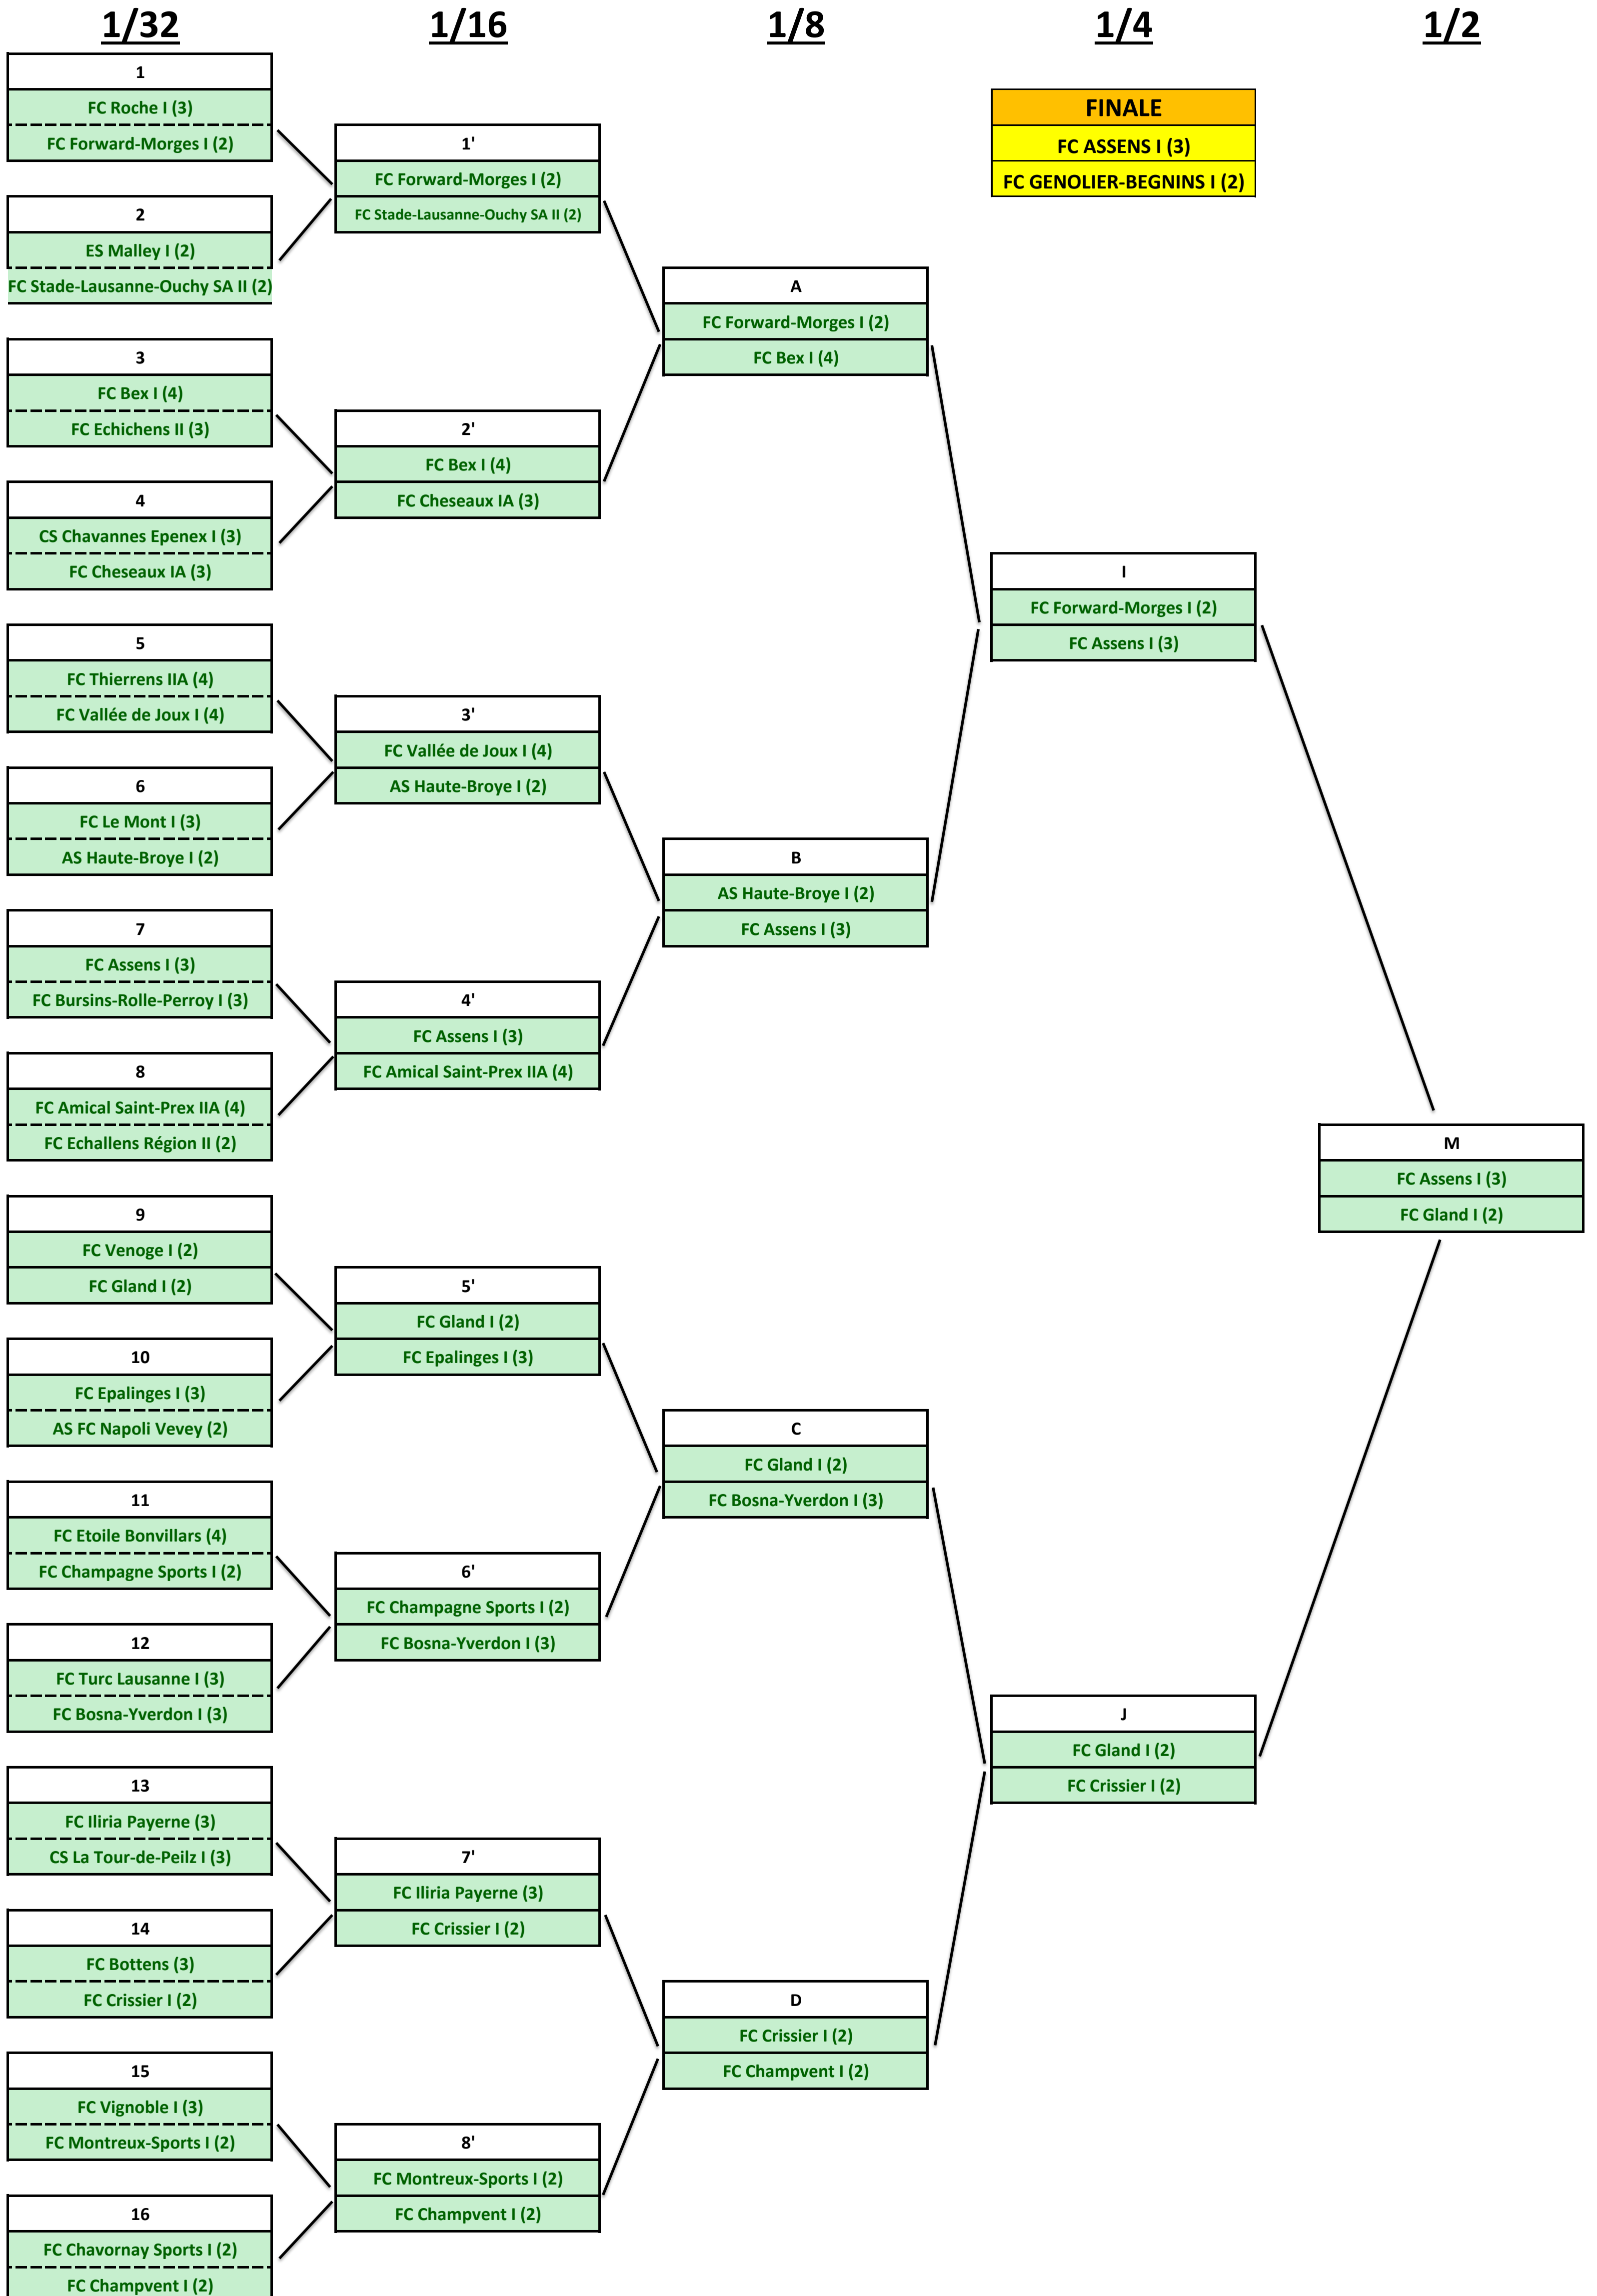 1/32
1/16
1/8
1/4
1/2
1
FC Roche I (3)
FC Forward-Morges I (2)
2
ES Malley I (2)
FC Stade-Lausanne-Ouchy SA II (2)
3
FC Bex I (4)
FC Echichens II (3)
4
CS Chavannes Epenex I (3)
FC Cheseaux IA (3)
5
FC Thierrens IIA (4)
FC Vallée de Joux I (4)
6
FC Le Mont I (3)
AS Haute-Broye I (2)
7
FC Assens I (3)
FC Bursins-Rolle-Perroy I (3)
8
FC Amical Saint-Prex IIA (4)
FC Echallens Région II (2)
9
FC Venoge I (2)
FC Gland I (2)
10
FC Epalinges I (3)
AS FC Napoli Vevey (2)
11
FC Etoile Bonvillars (4)
FC Champagne Sports I (2)
12
FC Turc Lausanne I (3)
FC Bosna-Yverdon I (3)
13
FC Iliria Payerne (3)
CS La Tour-de-Peilz I (3)
14
FC Bottens (3)
FC Crissier I (2)
15
FC Vignoble I (3)
FC Montreux-Sports I (2)
16
FC Chavornay Sports I (2)
FC Champvent I (2)
1'
FC Forward-Morges I (2)
FC Stade-Lausanne-Ouchy SA II (2)
2'
FC Bex I (4)
FC Cheseaux IA (3)
3'
FC Vallée de Joux I (4)
AS Haute-Broye I (2)
4'
FC Assens I (3)
FC Amical Saint-Prex IIA (4)
5'
FC Gland I (2)
FC Epalinges I (3)
6'
FC Champagne Sports I (2)
FC Bosna-Yverdon I (3)
7'
FC Iliria Payerne (3)
FC Crissier I (2)
8'
FC Montreux-Sports I (2)
FC Champvent I (2)
A
FC Forward-Morges I (2)
FC Bex I (4)
B
AS Haute-Broye I (2)
FC Assens I (3)
C
FC Gland I (2)
FC Bosna-Yverdon I (3)
D
FC Crissier I (2)
FC Champvent I (2)
FINALE
FC ASSENS I (3)
FC GENOLIER-BEGNINS I (2)
I
FC Forward-Morges I (2)
FC Assens I (3)
J
FC Gland I (2)
FC Crissier I (2)
M
FC Assens I (3)
FC Gland I (2)